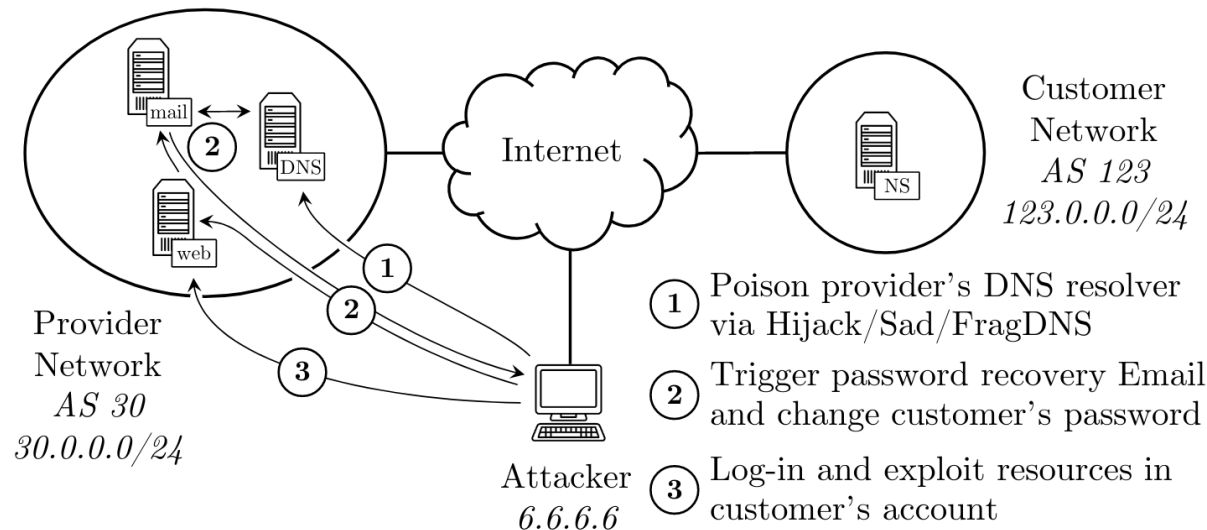 mail
2
DNS
web
Internet
NS
Customer
Network
AS 123
123.0.0.0/24
1
2
3
Provider
Network
AS 30
30.0.0.0/24
Attacker
6.6.6.6
1 Poison provider's DNS resolver
via Hijack/Sad/FragDNS
2 Trigger password recovery Email
and change customer's password
3 Log-in and exploit resources in
customer's account